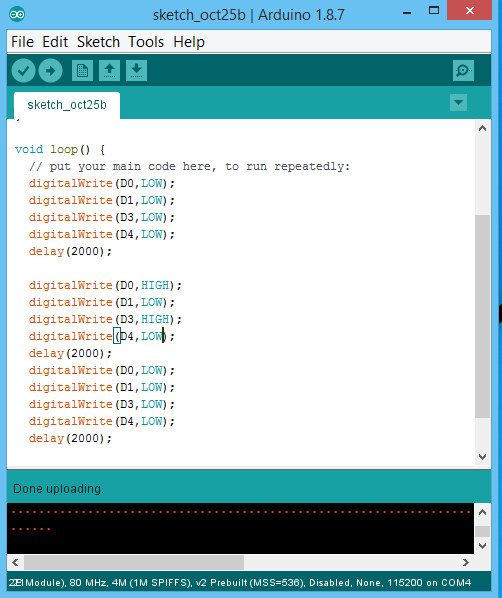 sketch_oct25b | Arduino 1.8.7
File Edit Sketch Tools Help
sketch_oct25b
void loop() {
// put your main code here, to run repeatedly:
digitalWrite(D0,LOW);
digitalWrite(D1,LOW);
digitalWrite(D3,LOW);
digitalWrite(D4,LOW);
delay(2000);
digitalWrite(D0,HIGH);
digitalWrite(D1,LOW);
digitalWrite(D3,HIGH);
digitalWrite(D4,LOW);
delay(2000);
digitalWrite(D0,LOW);
digitalWrite(D1,LOW);
digitalWrite(D3,LOW);
digitalWrite(D4,LOW);
delay(2000);
Done uploading.
Module), 80 MHz, 4M (1M SPIFFS), v2 Prebuilt (MSS=536), Disabled, None, 115200 on COM4